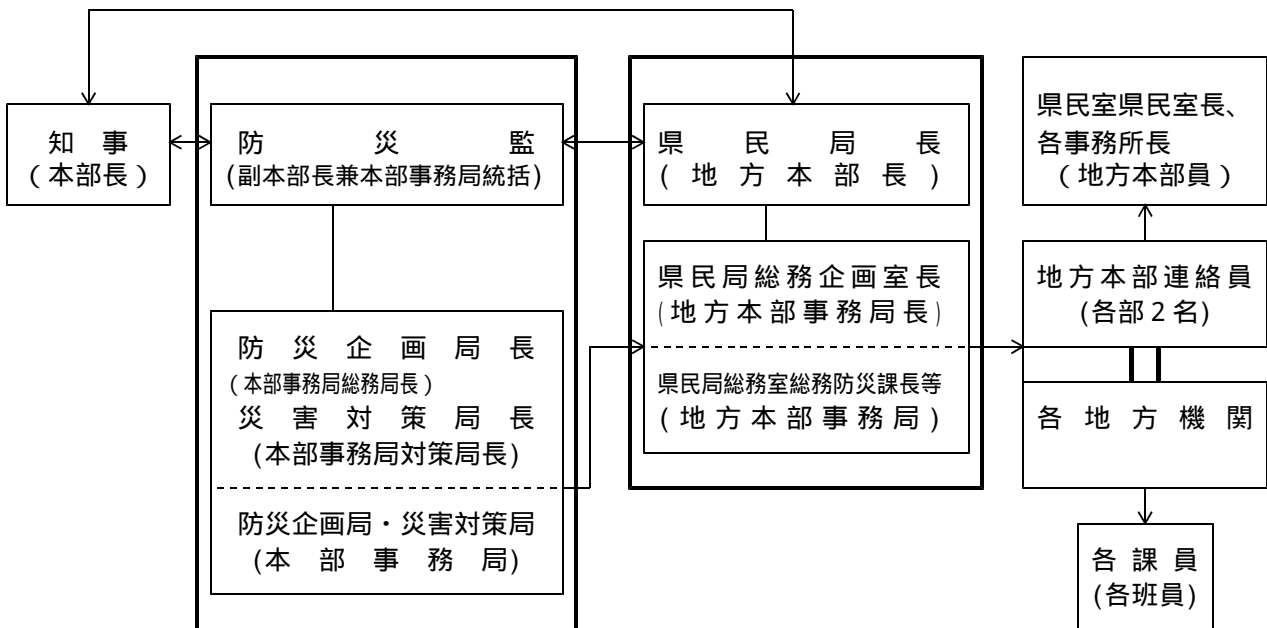 知事
（本部長）
防災監
(副本部長兼本部事務局統括)
防災企画局長
（本部事務局総務局長）
災害対策局長
(本部事務局対策局長)
防災企画局・災害対策局
(本部事務局)
県民局長
(地方本部長)
県民局総務企画室長
(地方本部事務局長)
県民局総務室総務防災課長等
(地方本部事務局)
県民室県民室長、
各事務所長
（地方本部員）
地方本部連絡員
(各部２名)
各地方機関
各課員
(各班員)